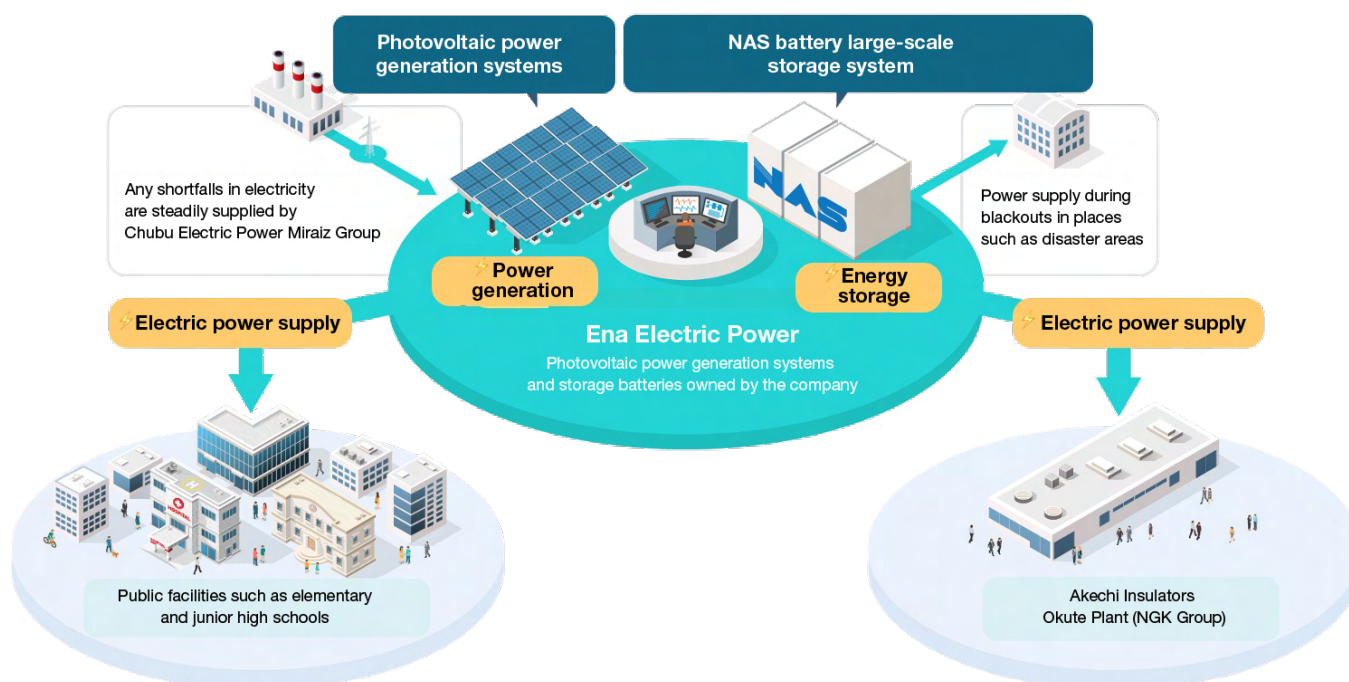 Photovoltaic power
generation systems
NAS battery large-scale
storage system
Any shortfalls in electricity
are steadily supplied by
Chubu Electric Power Miraiz Group
NAS
Power supply during
blackouts in places
such as disaster areas
Power
generation
Energy
storage
Electric power supply
Electric power supply
Ena Electric Power
Photovoltaic power generation systems
and storage batteries owned by the company
H
HOSPITAL
Public facilities such as elementary
and junior high schools
Akechi Insulators
Okute Plant (NGK Group)